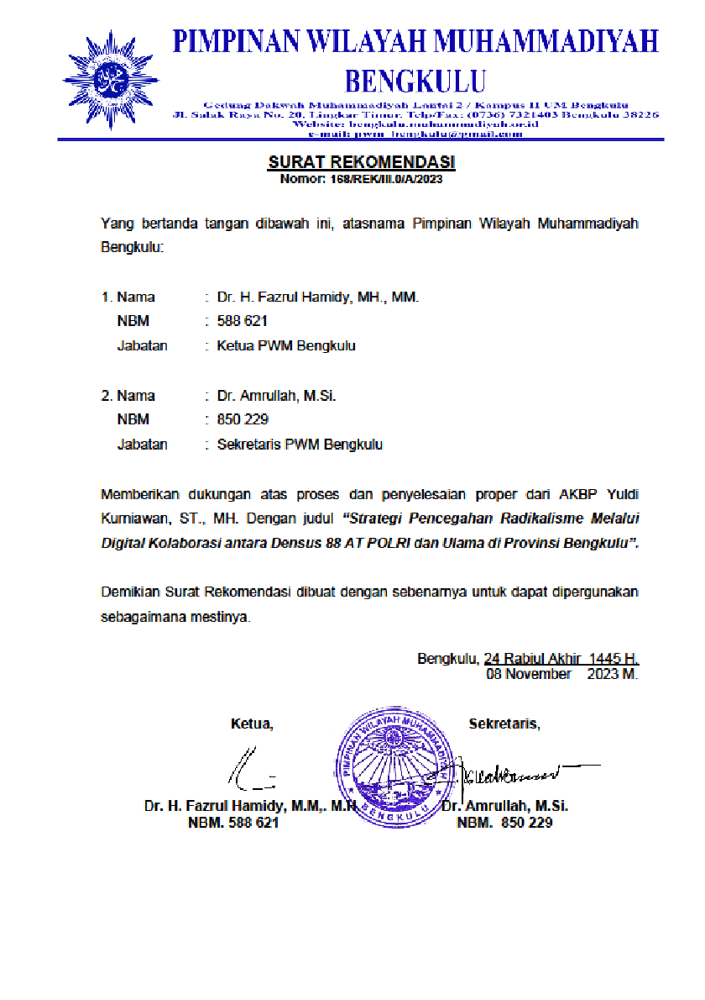 PIMPINAN WILAYAH MUHAMMADIYAH
BENGKULU
Gedung Dakwah Muhammadiyah Lantai 2 / Kampus II UM Bengkulu
Jl. Salak Raya No. 20, Lingkar Timur. Telp/Fax: (0736) 7321403 Bengkulu 38226
Website: bengkulu.muhammadiyah.or.id
e-mail: pwm_bengkulu@gmail.com
SURAT REKOMENDASI
Nomor: 168/REK/III.0/A/2023
Yang bertanda tangan dibawah ini, atasnama Pimpinan Wilayah Muhammadiyah
Bengkulu:
1. Nama : Dr. H. Fazrul Hamidy, MH., MM.
NBM : 588 621
Jabatan : Ketua PWM Bengkulu
2. Nama : Dr. Amrullah, M.Si.
NBM : 850 229
Jabatan : Sekretaris PWM Bengkulu
Memberikan dukungan atas proses dan penyelesaian proper dari AKBP Yuldi
Kurniawan, ST., MH. Dengan judul “Strategi Pencegahan Radikalisme Melalui
Digital Kolaborasi antara Densus 88 AT POLRI dan Ulama di Provinsi Bengkulu”.
Demikian Surat Rekomendasi dibuat dengan sebenarnya untuk dapat dipergunakan
sebagaimana mestinya.
Bengkulu, 24 Rabiul Akhir 1445 H.
08 November 2023 M.
Ketua,
Sekretaris,
PIMPINAN WILAYAH MUHAMMADIYAH
BENGKULU
Dr. H. Fazrul Hamidy, M.M,. M.H.
NBM. 588 621
Dr. Amrullah, M.Si.
NBM. 850 229